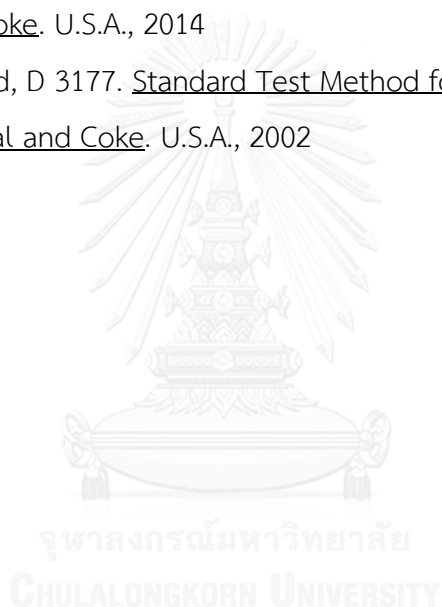 oke. U.S.A., 2014
d, D 3177. Standard Test Method fo
al and Coke. U.S.A., 2002
จุฬาลงกรณ์มหาวิทยาลัย
CHULALONGKORN UNIVERSITY